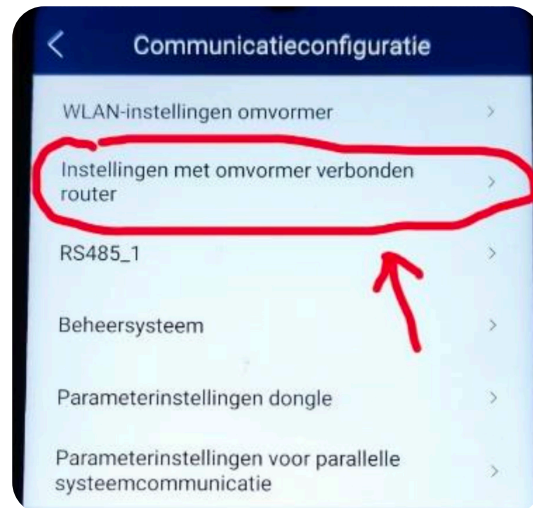 Communicatieconfiguratie
WLAN-instellingen omvormer
Instellingen met omvormer verbonden
router
RS485_1
Beheersysteem
Parameterinstellingen dongle
Parameterinstellingen voor parallelle
systeemcommunicatie